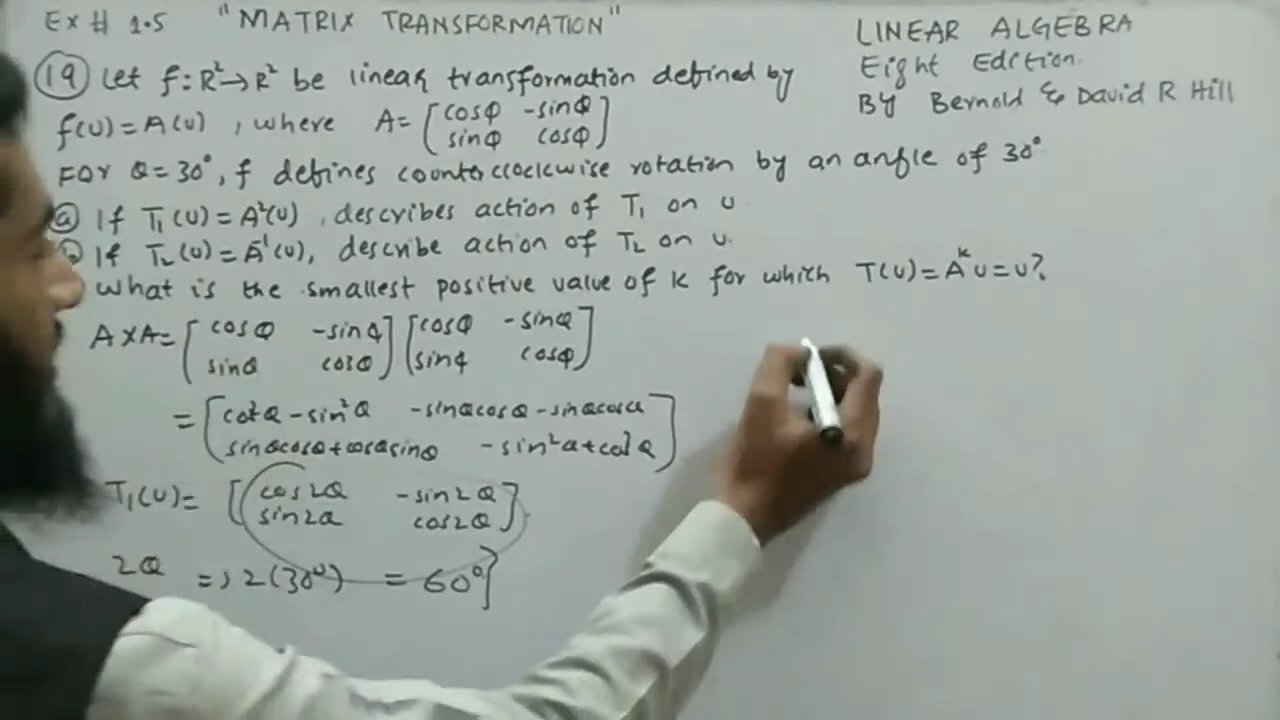 Ex # 1.5 "MATRIX TRANSFORMATION"
LINEAR ALGEBRA
Eight Edition.
By Bernold & David R Hill
(19) Let f: R²→R² be linear transformation defined by
f(U) = A(U), where A = [cosφ -sinφ
sinφ cosφ]
FOR θ = 30°, f defines counterclockwise rotation by an angle of 30°
(a) If T₁(U) = A²(U), describes action of T₁ on U
If T₂(U) = A⁻¹(U), describe action of T₂ on U.
What is the smallest positive value of K for which T(U) = Aᵏ U = U?
A×A = [cosθ -sinφ] [cosφ -sinθ]
[sinθ cosθ] [sinφ cosφ]
= [cos²θ - sin²θ -sinθcosθ - sinθcosθ
sinθcosθ + cosθsinθ -sin²θ + cos²θ]
T₁(U) = [cos2θ -sin2θ
sin2θ cos2θ]
2θ => 2(30°) = 60°}